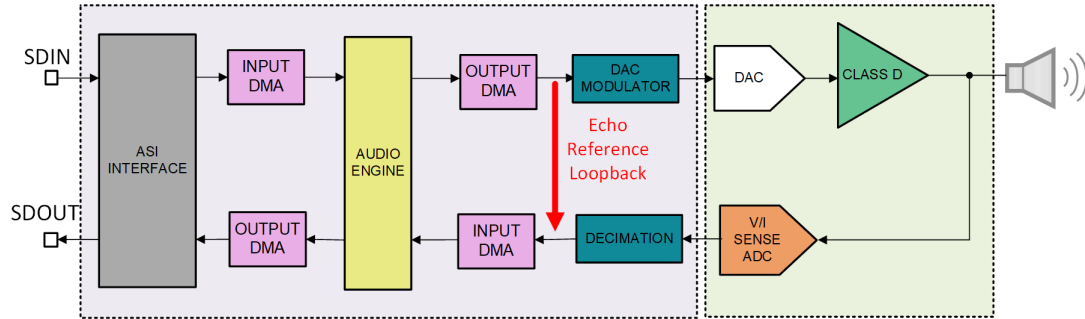 SDIN
ASI
INTERFACE
INPUT
DMA
AUDIO
ENGINE
OUTPUT
DMA
DAC
MODULATOR
DAC
CLASS D
Echo
Reference
Loopback
SDOUT
OUTPUT
DMA
INPUT
DMA
DECIMATION
V/I
SENSE
ADC